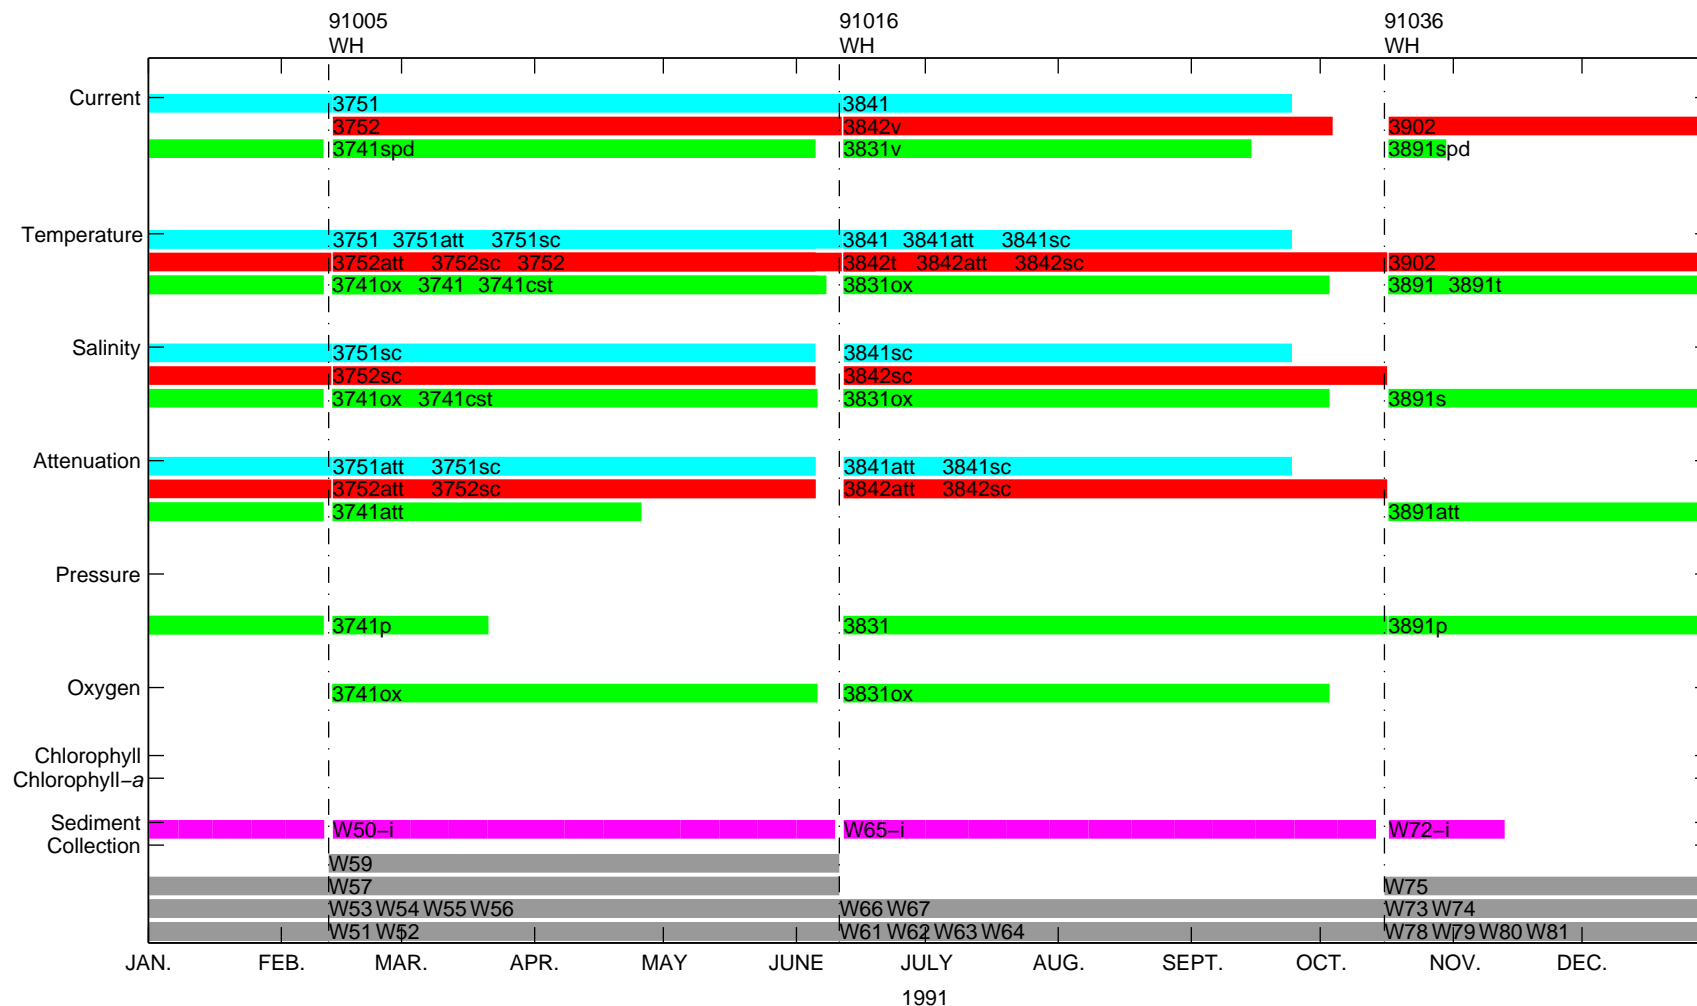 91005 91016 91036
WH WH WH
Current 3751 3841
3752 3842v 3902
3741spd 3831v 3891spd
Temperature 3751 3751att 3751sc 3841 3841att 3841sc
3752att 3752sc 3752 3842t 3842att 3842sc 3902
3741ox 3741 3741cst 3831ox 3891 3891t
Salinity 3751sc 3841sc
3752sc 3842sc
3741ox 3741cst 3831ox 3891s
Attenuation 3751att 3751sc 3841att 3841sc
3752att 3752sc 3842att 3842sc
3741att 3891att
Pressure
3741p 3831 3891p
Oxygen 3741ox 3831ox
Chlorophyll
Chlorophyll−a
Sediment W50−i W65−i W72−i
Collection
W59
W57 W75
W53 W54 W55 W56 W66 W67 W73 W74
W51 W52 W61 W62 W63 W64 W78 W79 W80 W81
JAN. FEB. MAR. APR. MAY JUNE JULY AUG. SEPT. OCT. NOV. DEC.
1991